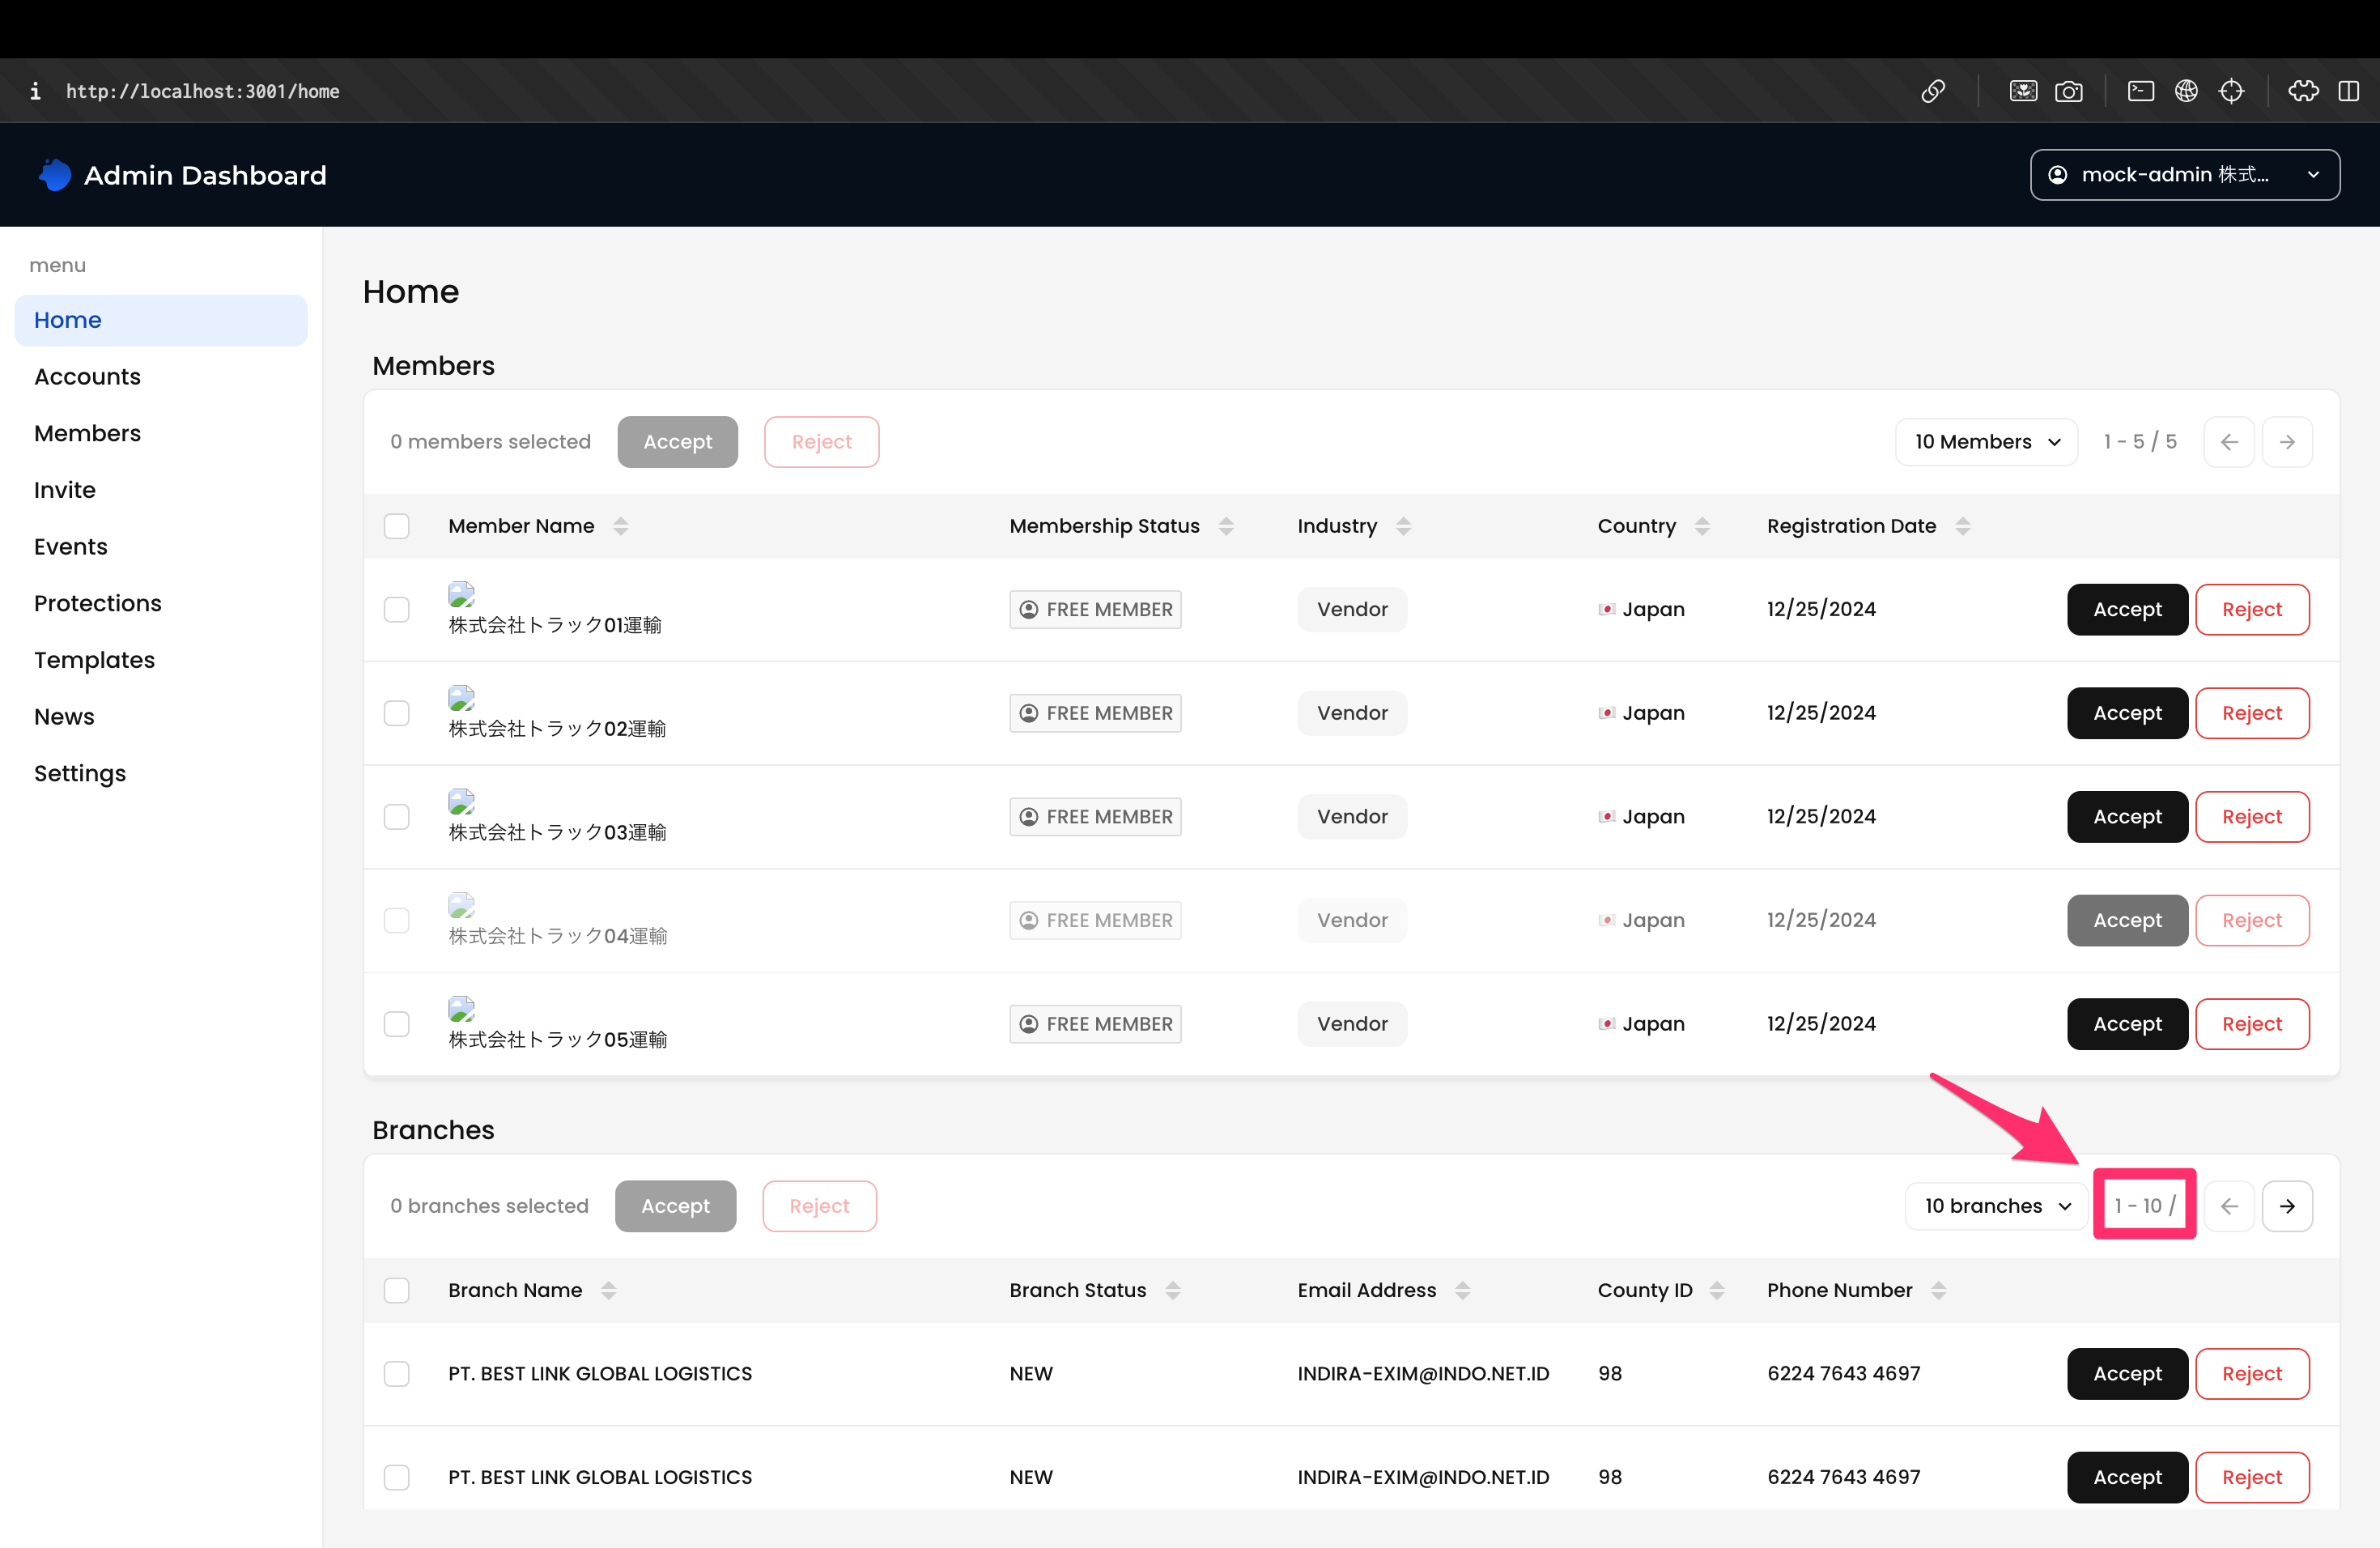 http://localhost:3001/home
Admin Dashboard
mock-admin 株式...
menu
Home
Accounts
Members
Invite
Events
Protections
Templates
News
Settings
Home
Members
0 members selected Accept Reject 10 Members 1 - 5 / 5
Member Name Membership Status Industry Country Registration Date
株式会社トラック01運輸 FREE MEMBER Vendor Japan 12/25/2024 Accept Reject
株式会社トラック02運輸 FREE MEMBER Vendor Japan 12/25/2024 Accept Reject
株式会社トラック03運輸 FREE MEMBER Vendor Japan 12/25/2024 Accept Reject
株式会社トラック04運輸 FREE MEMBER Vendor Japan 12/25/2024 Accept Reject
株式会社トラック05運輸 FREE MEMBER Vendor Japan 12/25/2024 Accept Reject
Branches
0 branches selected Accept Reject 10 branches 1 - 10 /
Branch Name Branch Status Email Address County ID Phone Number
PT. BEST LINK GLOBAL LOGISTICS NEW INDIRA-EXIM@INDO.NET.ID 98 6224 7643 4697 Accept Reject
PT. BEST LINK GLOBAL LOGISTICS NEW INDIRA-EXIM@INDO.NET.ID 98 6224 7643 4697 Accept Reject